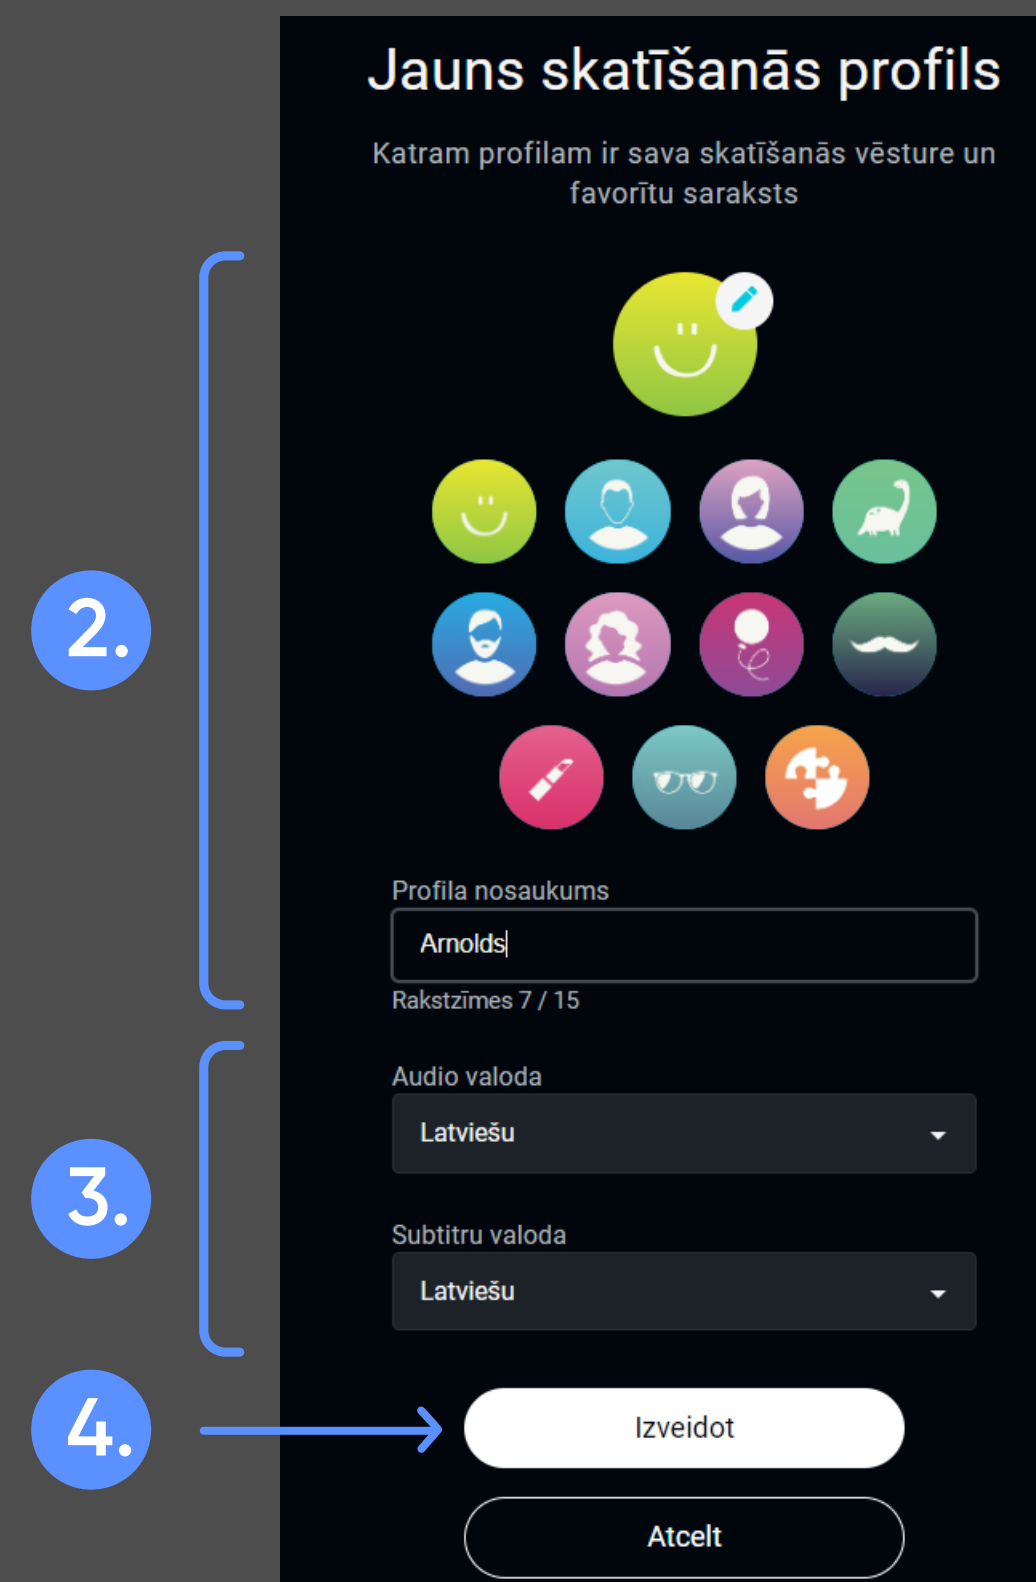 Jauns skatīšanās profils
Katram profilam ir sava skatīšanās vēsture un
favorītu saraksts
2.
Profila nosaukums
Arnolds
Rakstzīmes 7 / 15
3.
Audio valoda
Latviešu
Subtitru valoda
Latviešu
4.
Izveidot
Atcelt